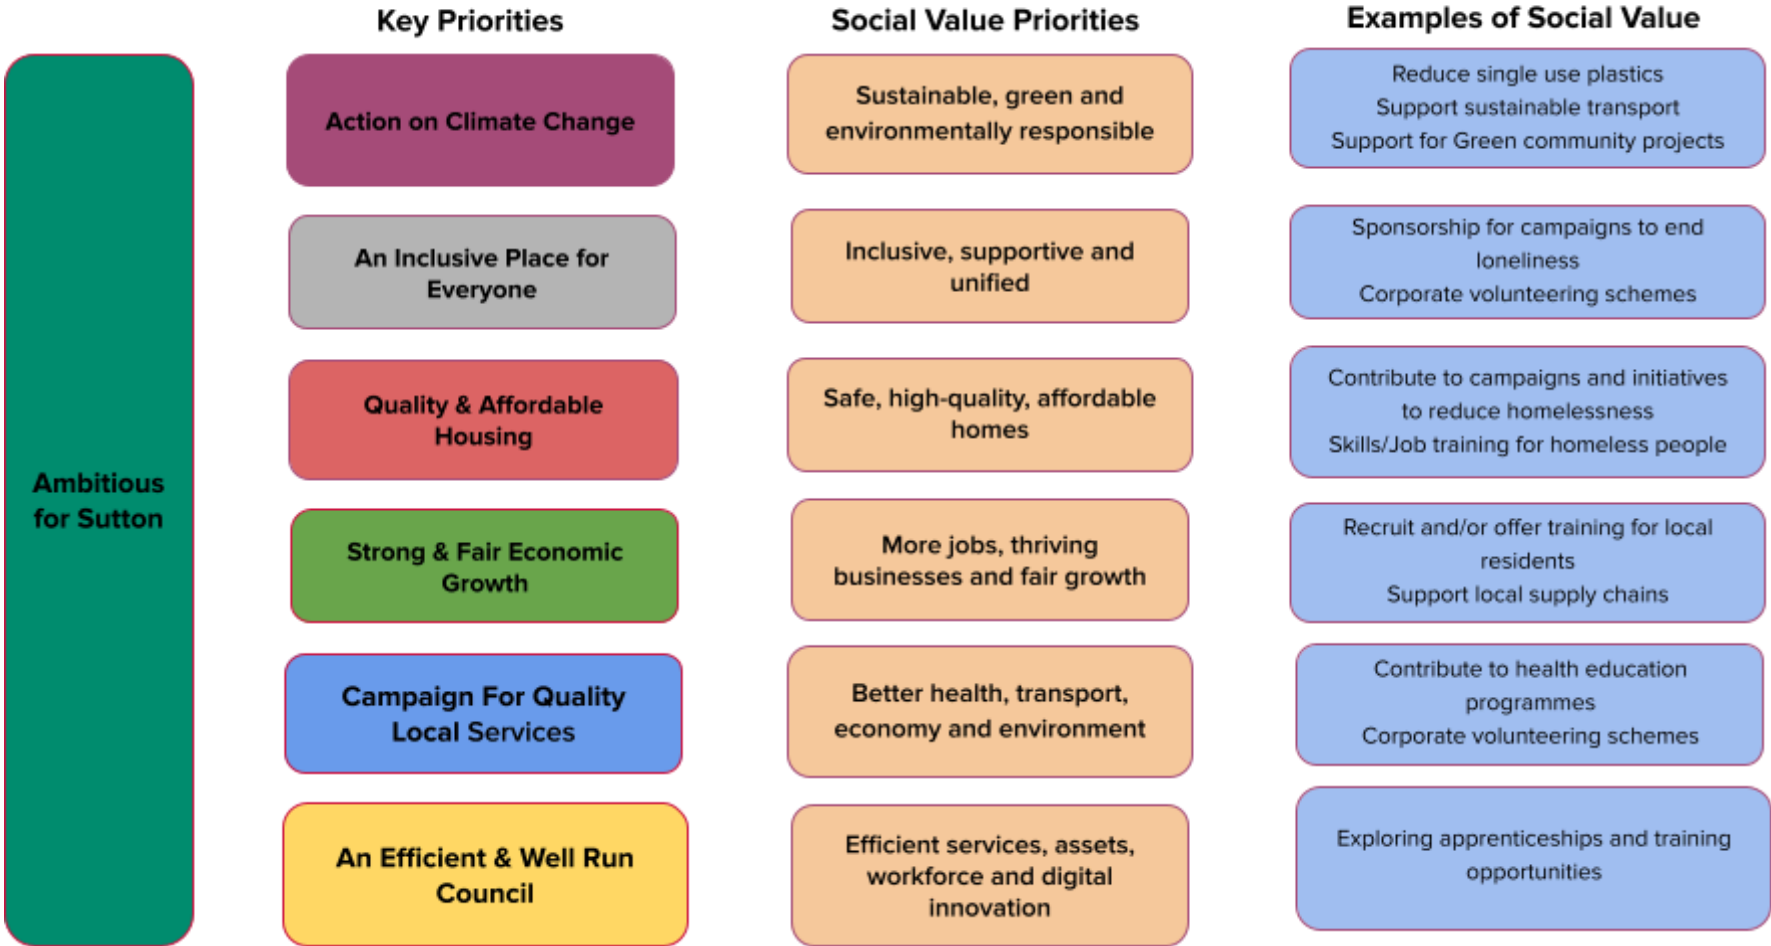 Key Priorities
Social Value Priorities
Examples of Social Value
Ambitious
for Sutton
Action on Climate Change
Sustainable, green and
environmentally responsible
Reduce single use plastics
Support sustainable transport
Support for Green community projects
An Inclusive Place for
Everyone
Inclusive, supportive and
unified
Sponsorship for campaigns to end
loneliness
Corporate volunteering schemes
Quality & Affordable
Housing
Safe, high-quality, affordable
homes
Contribute to campaigns and initiatives
to reduce homelessness
Skills/Job training for homeless people
Strong & Fair Economic
Growth
More jobs, thriving
businesses and fair growth
Recruit and/or offer training for local
residents
Support local supply chains
Campaign For Quality
Local Services
Better health, transport,
economy and environment
Contribute to health education
programmes
Corporate volunteering schemes
An Efficient & Well Run
Council
Efficient services, assets,
workforce and digital
innovation
Exploring apprenticeships and training
opportunities